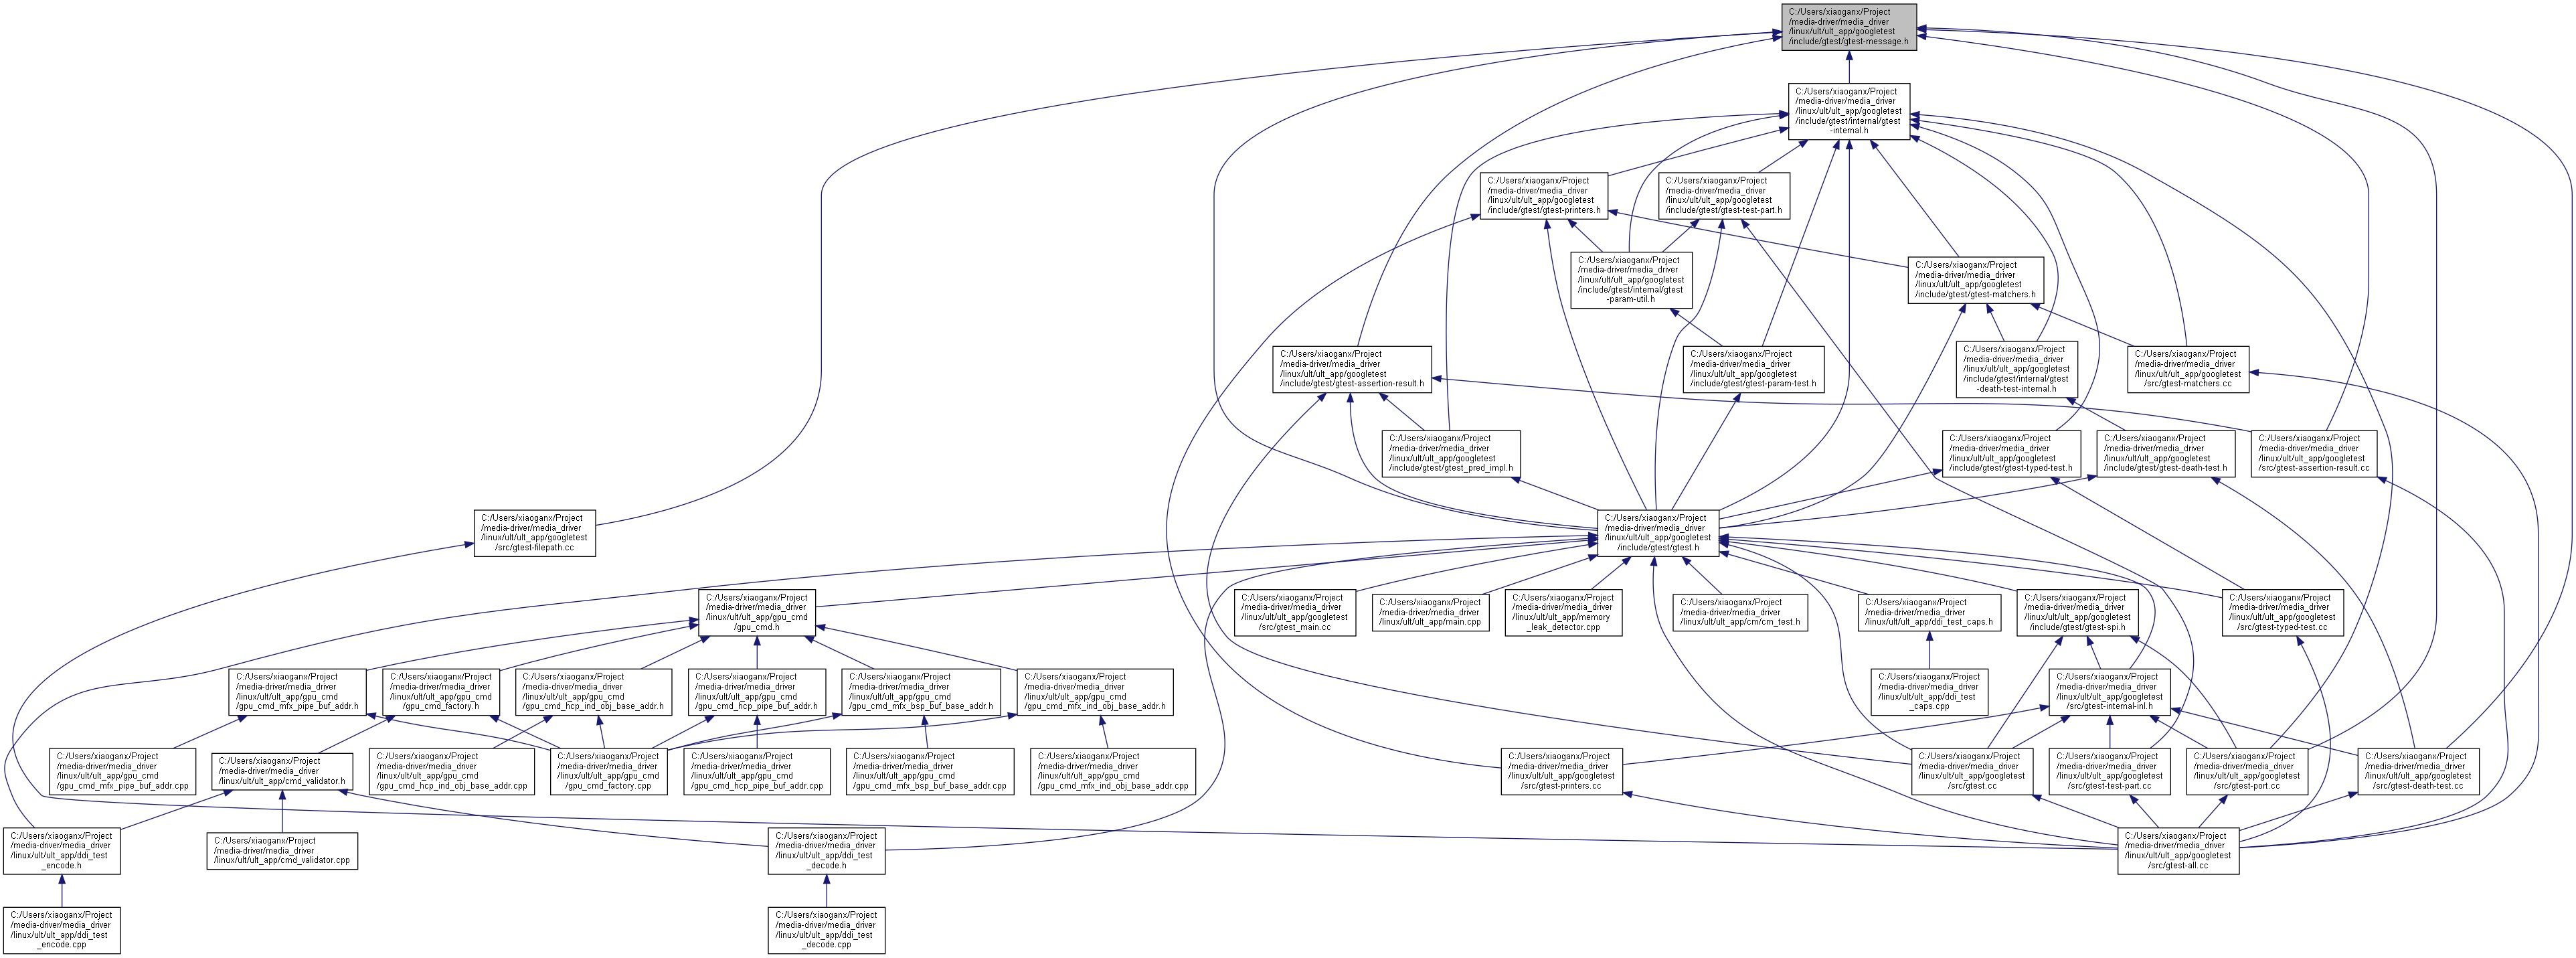 C:/Users/xiaoganx/Project
/media-driver/media_driver
/linux/ult/ult_app/googletest
/include/gtest/gtest-message.h
C:/Users/xiaoganx/Project
/media-driver/media_driver
/linux/ult/ult_app/googletest
/include/gtest/internal/gtest
-internal.h
C:/Users/xiaoganx/Project
/media-driver/media_driver
/linux/ult/ult_app/googletest
/include/gtest/gtest-printers.h
C:/Users/xiaoganx/Project
/media-driver/media_driver
/linux/ult/ult_app/googletest
/include/gtest/gtest-test-part.h
C:/Users/xiaoganx/Project
/media-driver/media_driver
/linux/ult/ult_app/googletest
/include/gtest/internal/gtest
-param-util.h
C:/Users/xiaoganx/Project
/media-driver/media_driver
/linux/ult/ult_app/googletest
/include/gtest/gtest-matchers.h
C:/Users/xiaoganx/Project
/media-driver/media_driver
/linux/ult/ult_app/googletest
/include/gtest/gtest-assertion-result.h
C:/Users/xiaoganx/Project
/media-driver/media_driver
/linux/ult/ult_app/googletest
/include/gtest/gtest-param-test.h
C:/Users/xiaoganx/Project
/media-driver/media_driver
/linux/ult/ult_app/googletest
/include/gtest/internal/gtest
-death-test-internal.h
C:/Users/xiaoganx/Project
/media-driver/media_driver
/linux/ult/ult_app/googletest
/src/gtest-matchers.cc
C:/Users/xiaoganx/Project
/media-driver/media_driver
/linux/ult/ult_app/googletest
/include/gtest/gtest_pred_impl.h
C:/Users/xiaoganx/Project
/media-driver/media_driver
/linux/ult/ult_app/googletest
/include/gtest/gtest-typed-test.h
C:/Users/xiaoganx/Project
/media-driver/media_driver
/linux/ult/ult_app/googletest
/include/gtest/gtest-death-test.h
C:/Users/xiaoganx/Project
/media-driver/media_driver
/linux/ult/ult_app/googletest
/src/gtest-assertion-result.cc
C:/Users/xiaoganx/Project
/media-driver/media_driver
/linux/ult/ult_app/googletest
/src/gtest-filepath.cc
C:/Users/xiaoganx/Project
/media-driver/media_driver
/linux/ult/ult_app/googletest
/include/gtest/gtest.h
C:/Users/xiaoganx/Project
/media-driver/media_driver
/linux/ult/ult_app/gpu_cmd
/gpu_cmd.h
C:/Users/xiaoganx/Project
/media-driver/media_driver
/linux/ult/ult_app/googletest
/src/gtest_main.cc
C:/Users/xiaoganx/Project
/media-driver/media_driver
/linux/ult/ult_app/main.cpp
C:/Users/xiaoganx/Project
/media-driver/media_driver
/linux/ult/ult_app/memory
_leak_detector.cpp
C:/Users/xiaoganx/Project
/media-driver/media_driver
/linux/ult/ult_app/cm/cm_test.h
C:/Users/xiaoganx/Project
/media-driver/media_driver
/linux/ult/ult_app/ddi_test_caps.h
C:/Users/xiaoganx/Project
/media-driver/media_driver
/linux/ult/ult_app/googletest
/include/gtest/gtest-spi.h
C:/Users/xiaoganx/Project
/media-driver/media_driver
/linux/ult/ult_app/googletest
/src/gtest-typed-test.cc
C:/Users/xiaoganx/Project
/media-driver/media_driver
/linux/ult/ult_app/gpu_cmd
/gpu_cmd_mfx_pipe_buf_addr.h
C:/Users/xiaoganx/Project
/media-driver/media_driver
/linux/ult/ult_app/gpu_cmd
/gpu_cmd_factory.h
C:/Users/xiaoganx/Project
/media-driver/media_driver
/linux/ult/ult_app/gpu_cmd
/gpu_cmd_hcp_ind_obj_base_addr.h
C:/Users/xiaoganx/Project
/media-driver/media_driver
/linux/ult/ult_app/gpu_cmd
/gpu_cmd_hcp_pipe_buf_addr.h
C:/Users/xiaoganx/Project
/media-driver/media_driver
/linux/ult/ult_app/gpu_cmd
/gpu_cmd_mfx_bsp_buf_base_addr.h
C:/Users/xiaoganx/Project
/media-driver/media_driver
/linux/ult/ult_app/gpu_cmd
/gpu_cmd_mfx_ind_obj_base_addr.h
C:/Users/xiaoganx/Project
/media-driver/media_driver
/linux/ult/ult_app/ddi_test
_caps.cpp
C:/Users/xiaoganx/Project
/media-driver/media_driver
/linux/ult/ult_app/googletest
/src/gtest-internal-inl.h
C:/Users/xiaoganx/Project
/media-driver/media_driver
/linux/ult/ult_app/gpu_cmd
/gpu_cmd_mfx_pipe_buf_addr.cpp
C:/Users/xiaoganx/Project
/media-driver/media_driver
/linux/ult/ult_app/cmd_validator.h
C:/Users/xiaoganx/Project
/media-driver/media_driver
/linux/ult/ult_app/gpu_cmd
/gpu_cmd_hcp_ind_obj_base_addr.cpp
C:/Users/xiaoganx/Project
/media-driver/media_driver
/linux/ult/ult_app/gpu_cmd
/gpu_cmd_factory.cpp
C:/Users/xiaoganx/Project
/media-driver/media_driver
/linux/ult/ult_app/gpu_cmd
/gpu_cmd_hcp_pipe_buf_addr.cpp
C:/Users/xiaoganx/Project
/media-driver/media_driver
/linux/ult/ult_app/gpu_cmd
/gpu_cmd_mfx_bsp_buf_base_addr.cpp
C:/Users/xiaoganx/Project
/media-driver/media_driver
/linux/ult/ult_app/gpu_cmd
/gpu_cmd_mfx_ind_obj_base_addr.cpp
C:/Users/xiaoganx/Project
/media-driver/media_driver
/linux/ult/ult_app/googletest
/src/gtest-printers.cc
C:/Users/xiaoganx/Project
/media-driver/media_driver
/linux/ult/ult_app/googletest
/src/gtest.cc
C:/Users/xiaoganx/Project
/media-driver/media_driver
/linux/ult/ult_app/googletest
/src/gtest-test-part.cc
C:/Users/xiaoganx/Project
/media-driver/media_driver
/linux/ult/ult_app/googletest
/src/gtest-port.cc
C:/Users/xiaoganx/Project
/media-driver/media_driver
/linux/ult/ult_app/googletest
/src/gtest-death-test.cc
C:/Users/xiaoganx/Project
/media-driver/media_driver
/linux/ult/ult_app/ddi_test
_encode.h
C:/Users/xiaoganx/Project
/media-driver/media_driver
/linux/ult/ult_app/cmd_validator.cpp
C:/Users/xiaoganx/Project
/media-driver/media_driver
/linux/ult/ult_app/ddi_test
_decode.h
C:/Users/xiaoganx/Project
/media-driver/media_driver
/linux/ult/ult_app/googletest
/src/gtest-all.cc
C:/Users/xiaoganx/Project
/media-driver/media_driver
/linux/ult/ult_app/ddi_test
_encode.cpp
C:/Users/xiaoganx/Project
/media-driver/media_driver
/linux/ult/ult_app/ddi_test
_decode.cpp